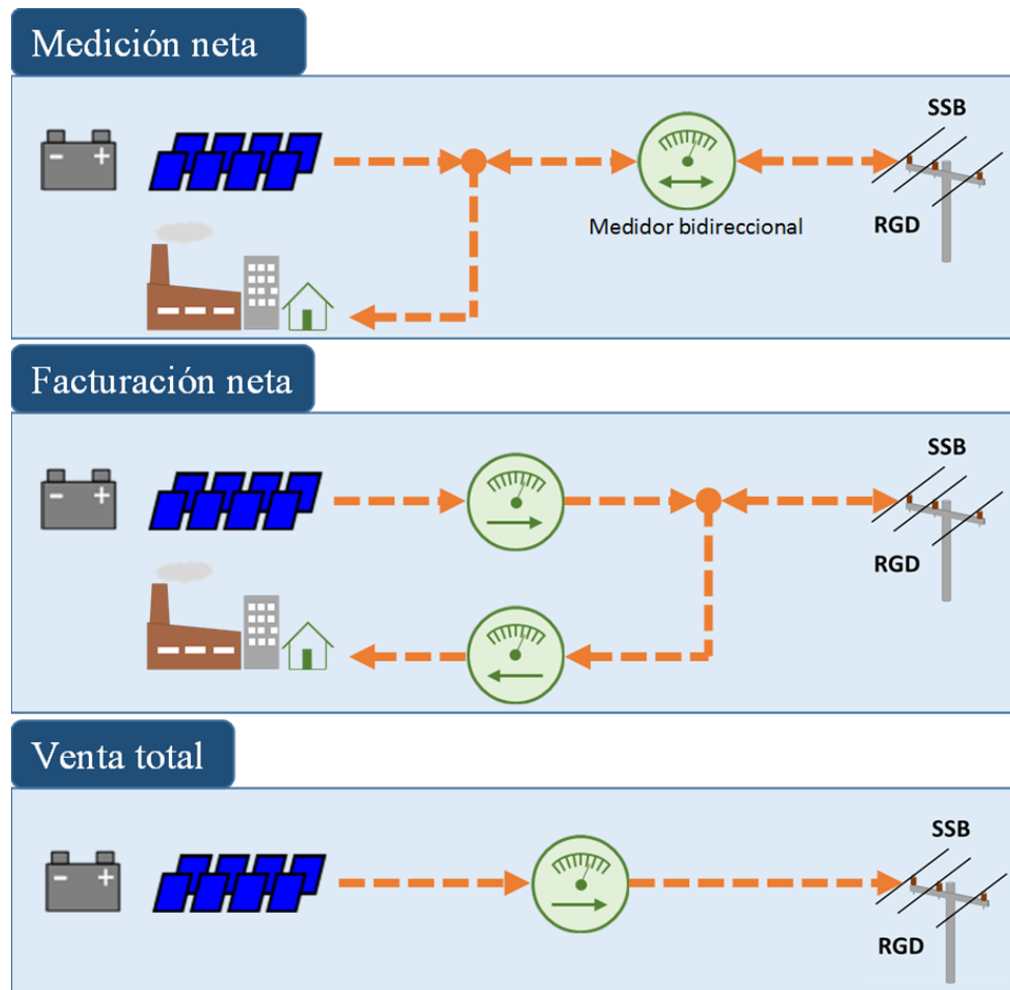 Medición neta
SSB
Medidor bidireccional
RGD
Facturación neta
SSB
RGD
Venta total
SSB
RGD